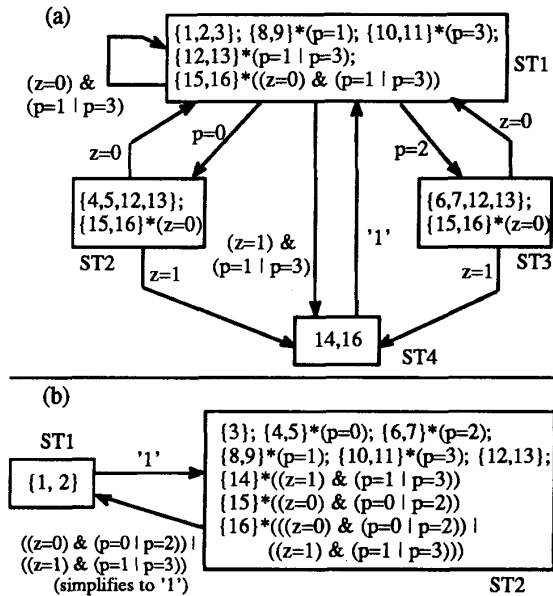 (a)
{1,2,3}; {8,9}*(p=1); {10,11}*(p=3);
{12,13}*(p=1 | p=3);
{15,16}*((z=0) & (p=1 | p=3))
ST1
(z=0) &
(p=1 | p=3)
z=0
p=0
p=2
z=0
{4,5,12,13};
{15,16}*(z=0)
ST2
(z=1) &
(p=1 | p=3)
'1'
{6,7,12,13};
{15,16}*(z=0)
ST3
z=1
z=1
14,16
ST4
(b)
ST1
{1, 2}
'1'
{3}; {4,5}*(p=0); {6,7}*(p=2);
{8,9}*(p=1); {10,11}*(p=3); {12,13};
{14}*((z=1) & (p=1 | p=3))
{15}*((z=0) & (p=0 | p=2))
{16}*(((z=0) & (p=0 | p=2)) |
((z=1) & (p=1 | p=3)))
((z=0) & (p=0 | p=2)) |
((z=1) & (p=1 | p=3))
(simplifies to '1')
ST2